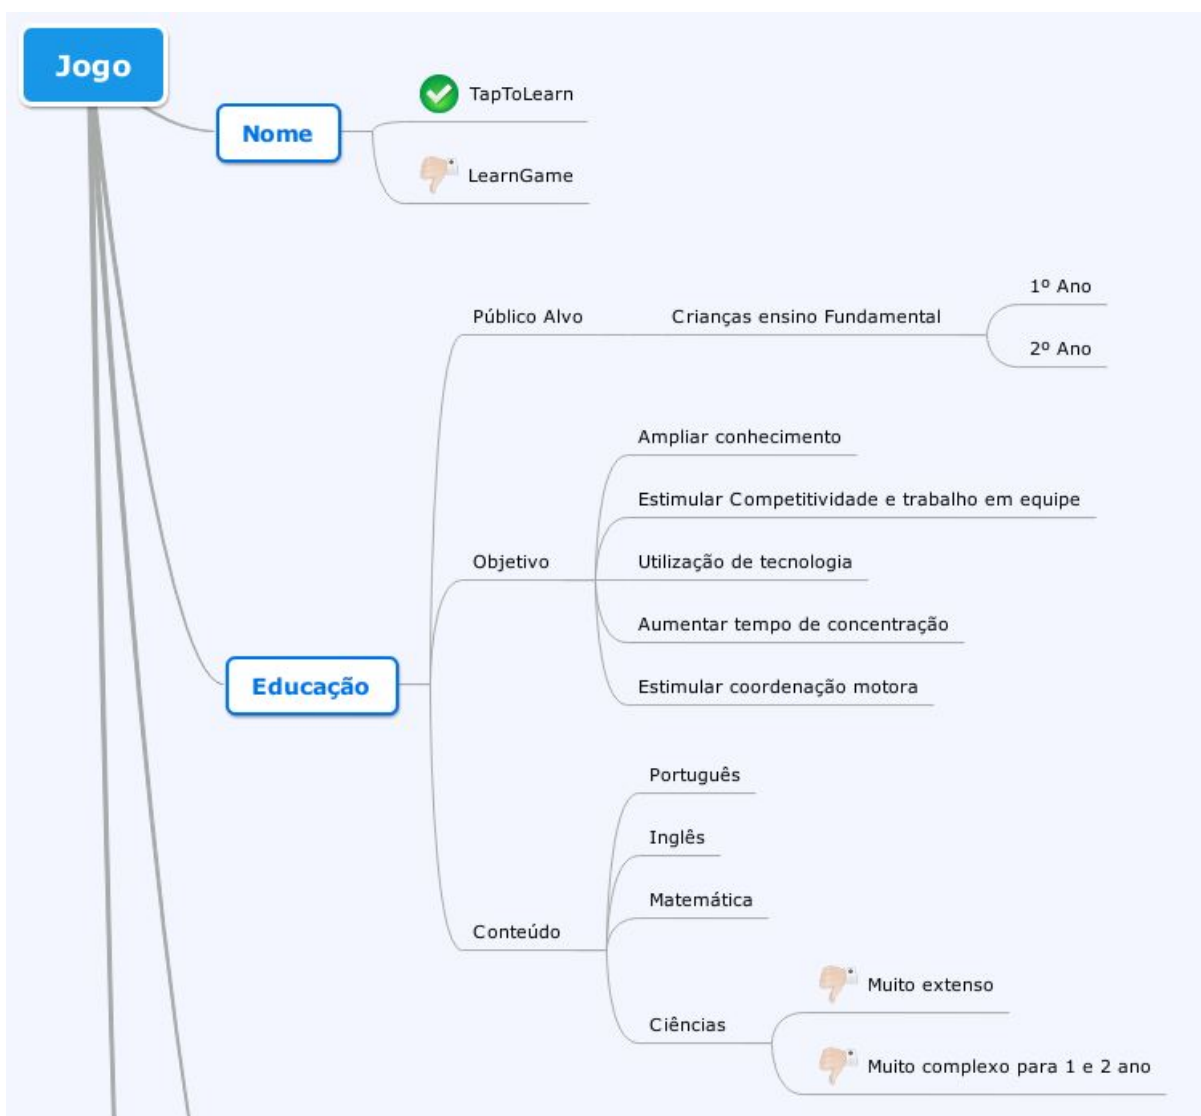 Jogo
Nome
TapToLearn
LearnGame
Educação
Público Alvo
Crianças ensino Fundamental
1º Ano
2º Ano
Objetivo
Ampliar conhecimento
Estimular Competitividade e trabalho em equipe
Utilização de tecnologia
Aumentar tempo de concentração
Estimular coordenação motora
Conteúdo
Português
Inglês
Matemática
Ciências
Muito extenso
Muito complexo para 1 e 2 ano